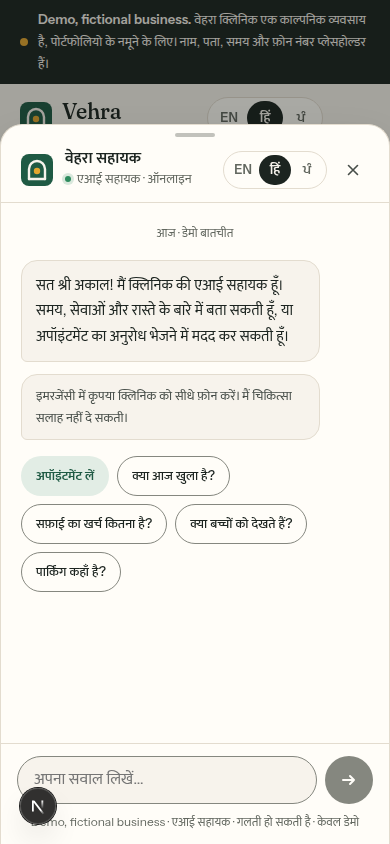 Demo, fictional business. वेहरा क्लिनिक एक काल्पनिक व्यवसाय
है, पोर्टफोलियो के नमूने के लिए। नाम, पता, समय और फ़ोन नंबर प्लेसहोल्डर
हैं।
Vehra
EN हिं ਪੰ
वेहरा सहायक
एआई सहायक · ऑनलाइन
EN हिं ਪੰ
आज · डेमो बातचीत
सत श्री अकाल! मैं क्लिनिक की एआई सहायक हूँ।
समय, सेवाओं और रास्ते के बारे में बता सकती हूँ, या
अपॉइंटमेंट का अनुरोध भेजने में मदद कर सकती हूँ।
इमरजेंसी में कृपया क्लिनिक को सीधे फ़ोन करें। मैं चिकित्सा
सलाह नहीं दे सकती।
अपॉइंटमेंट लें
क्या आज खुला है?
सफ़ाई का खर्च कितना है?
क्या बच्चों को देखते हैं?
पार्किंग कहाँ है?
अपना सवाल लिखें…
N
fictional business · एआई सहायक · गलती हो सकती है · केवल डेमो